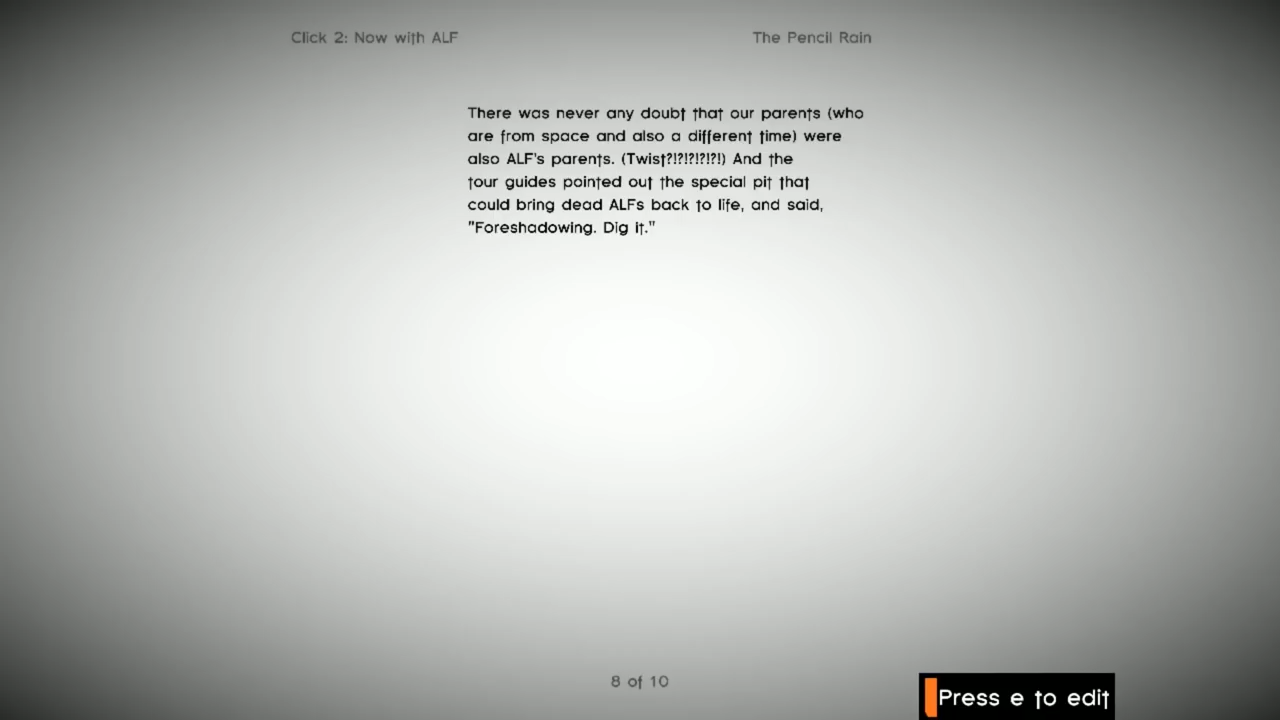 Click 2: Now with ALF
The Pencil Rain
There was never any doubt that our parents (who
are from space and also a different time) were
also ALF's parents. (Twist?!?!?!?!?!) And the
tour guides pointed out the special pit that
could bring dead ALFs back to life, and said,
"Foreshadowing. Dig it."
8 of 10
Press e to edit